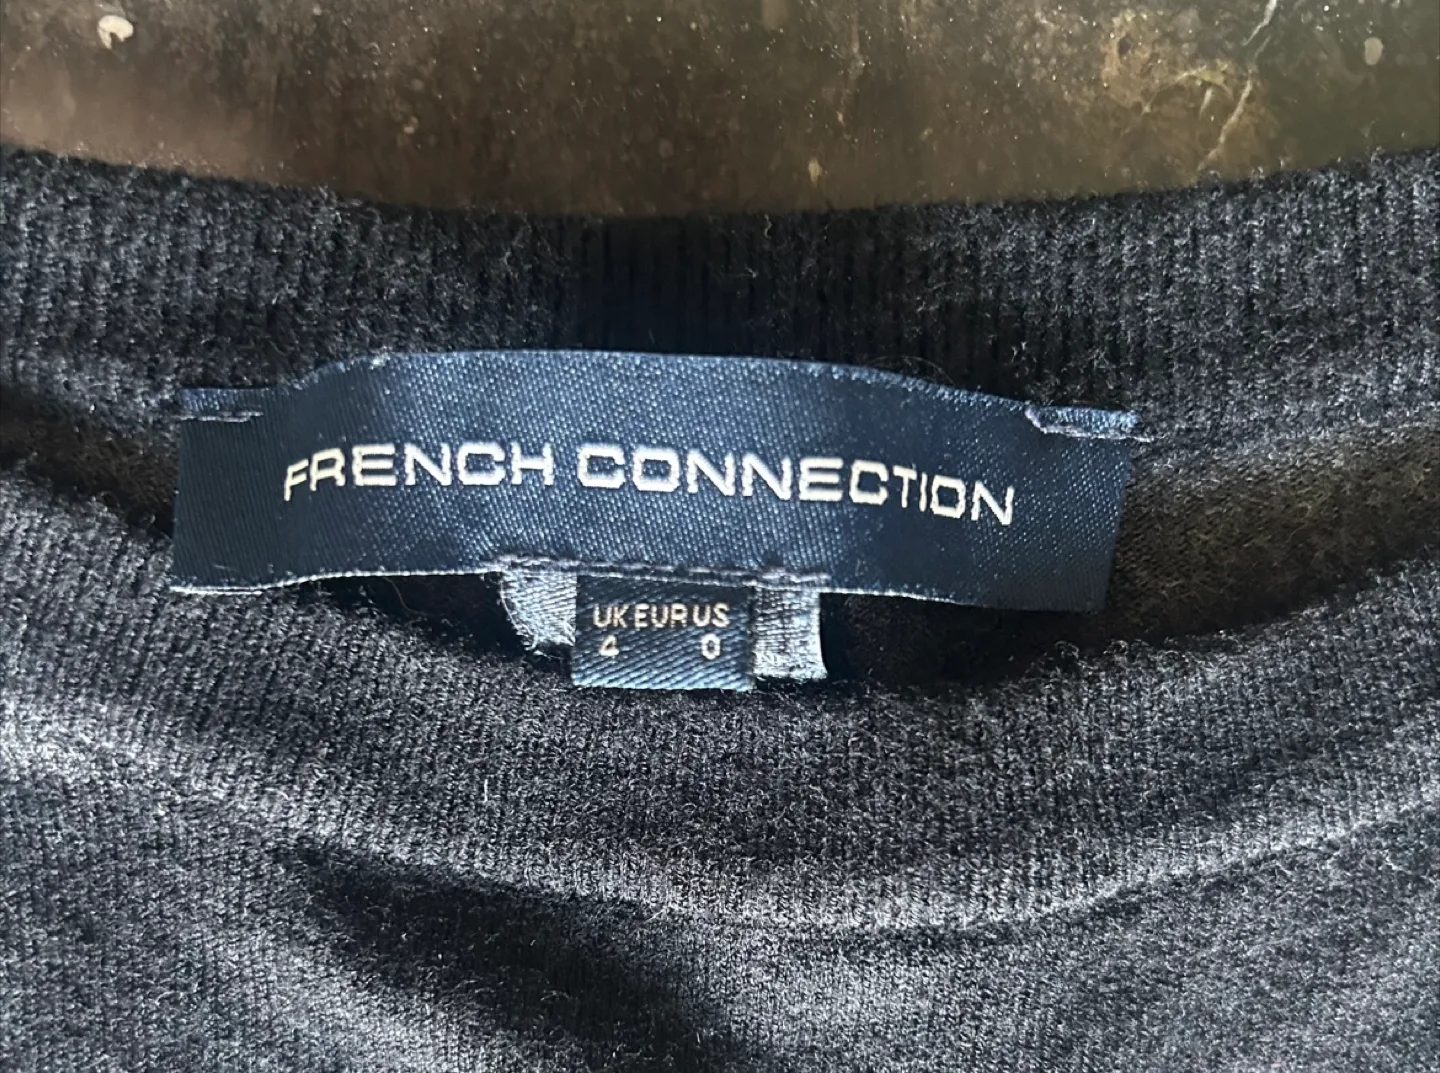 FRENCH CONNECTION
UK EUR US
4 0